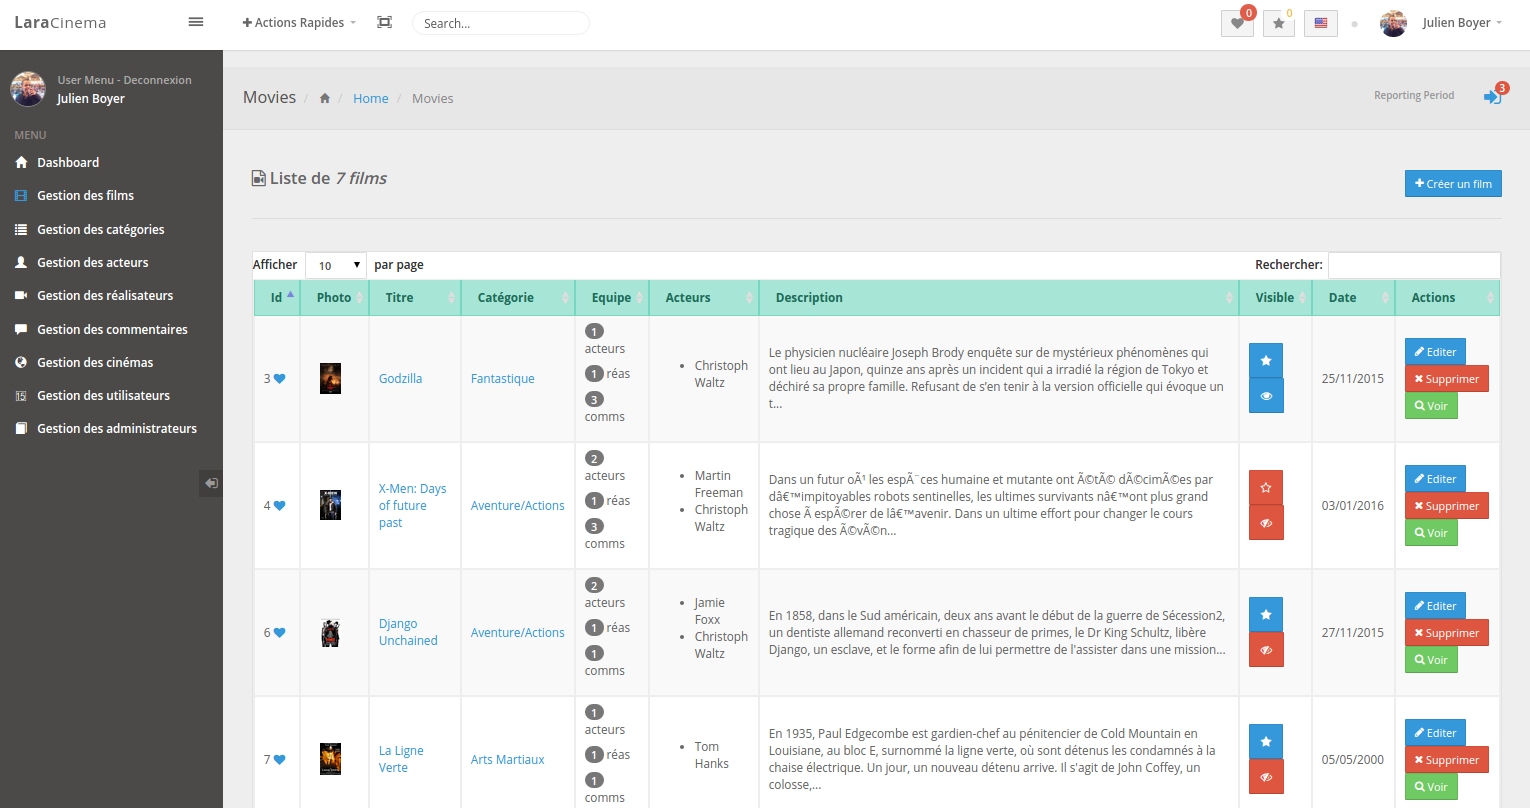 LaraCinema
Actions Rapides
Search...
0
0
Julien Boyer
User Menu - Deconnexion
Julien Boyer
MENU
Dashboard
Gestion des films
Gestion des catégories
Gestion des acteurs
Gestion des réalisateurs
Gestion des commentaires
Gestion des cinémas
Gestion des utilisateurs
Gestion des administrateurs
Movies / / Home / Movies
Reporting Period
3
Liste de 7 films
Créer un film
Afficher 10 par page
Rechercher:
Id Photo Titre Catégorie Equipe Acteurs Description Visible Date Actions
3
Godzilla
Fantastique
1
acteurs
1 réas
3
comms
• Christoph
Waltz
Le physicien nucléaire Joseph Brody enquête sur de mystérieux phénomènes qui
ont lieu au Japon, quinze ans après un incident qui a irradié la région de Tokyo et
déchiré sa propre famille. Refusant de s'en tenir à la version officielle qui évoque un
t...
25/11/2015
Editer
Supprimer
Voir
4
X-Men: Days
of future
past
Aventure/Actions
2
acteurs
1 réas
3
comms
• Martin
Freeman
• Christoph
Waltz
Dans un futur oÃ¹ les espÃ¨ces humaine et mutante ont Ã©tÃ© dÃ©cimÃ©es par
dâ€™impitoyables robots sentinelles, les ultimes survivants nâ€™ont plus grand
chose Ã espÃ©rer de lâ€™avenir. Dans un ultime effort pour changer le cours
tragique des Ã©vÃ©n...
03/01/2016
Editer
Supprimer
Voir
6
Django
Unchained
Aventure/Actions
2
acteurs
1 réas
1
comms
• Jamie
Foxx
• Christoph
Waltz
En 1858, dans le Sud américain, deux ans avant le début de la guerre de Sécession2,
un dentiste allemand reconverti en chasseur de primes, le Dr King Schultz, libère
Django, un esclave, et le forme afin de lui permettre de l'assister dans une mission...
27/11/2015
Editer
Supprimer
Voir
7
La Ligne
Verte
Arts Martiaux
1
acteurs
1 réas
1
comms
• Tom
Hanks
En 1935, Paul Edgecombe est gardien-chef au pénitencier de Cold Mountain en
Louisiane, au bloc E, surnommé la ligne verte, où sont détenus les condamnés à la
chaise électrique. Un jour, un nouveau détenu arrive. Il s'agit de John Coffey, un
colosse,...
05/05/2000
Editer
Supprimer
Voir